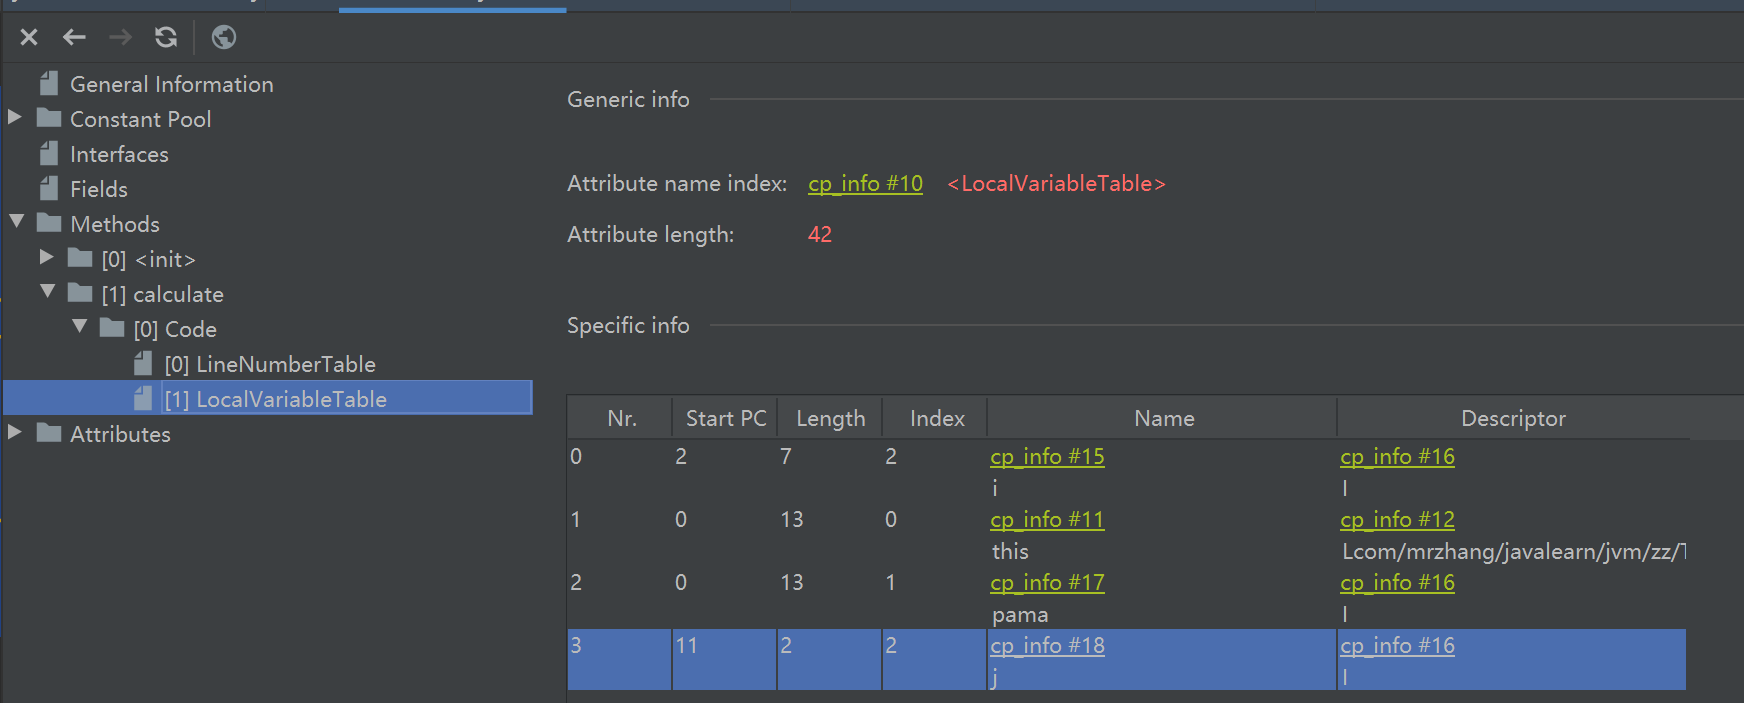 General Information
Constant Pool
Interfaces
Fields
Methods
[0] <init>
[1] calculate
[0] Code
[0] LineNumberTable
[1] LocalVariableTable
Attributes
Generic info
Attribute name index: cp_info #10 <LocalVariableTable>
Attribute length: 42
Specific info
Nr. Start PC Length Index Name Descriptor
0 2 7 2 cp_info #15 cp_info #16
i I
1 0 13 0 cp_info #11 cp_info #12
this Lcom/mrzhang/javalearn/jvm/zz/T
2 0 13 1 cp_info #17 cp_info #16
pama I
3 11 2 2 cp_info #18 cp_info #16
j I